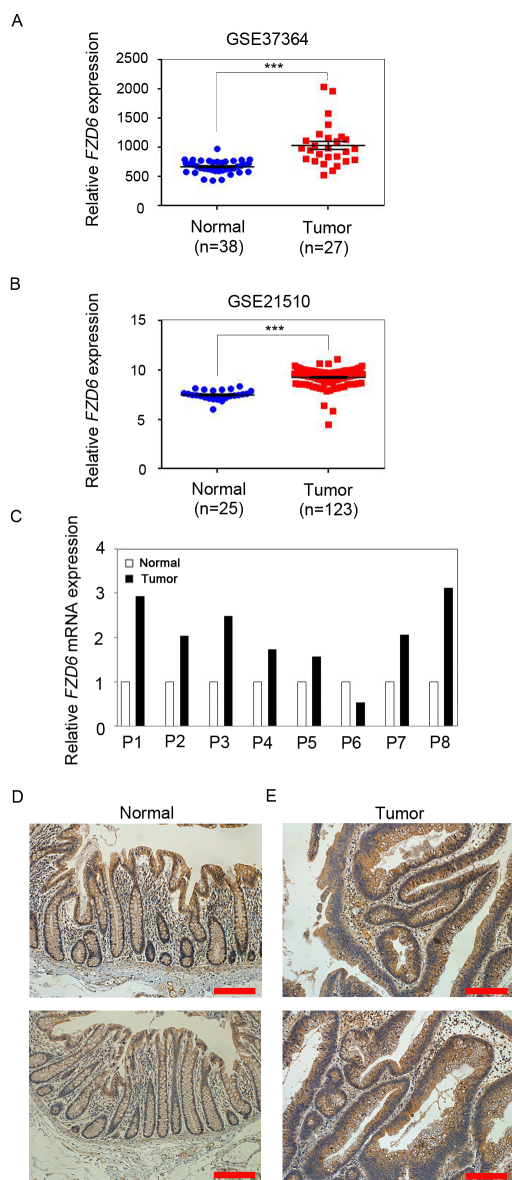 A
GSE37364
***
Relative FZD6 expression
2500
2000
1500
1000
500
0
Normal
(n=38)
Tumor
(n=27)
B
GSE21510
***
Relative FZD6 expression
15
10
5
0
Normal
(n=25)
Tumor
(n=123)
C
Relative FZD6 mRNA expression
4
3
2
1
0
Normal
Tumor
P1 P2 P3 P4 P5 P6 P7 P8
D
Normal
E
Tumor